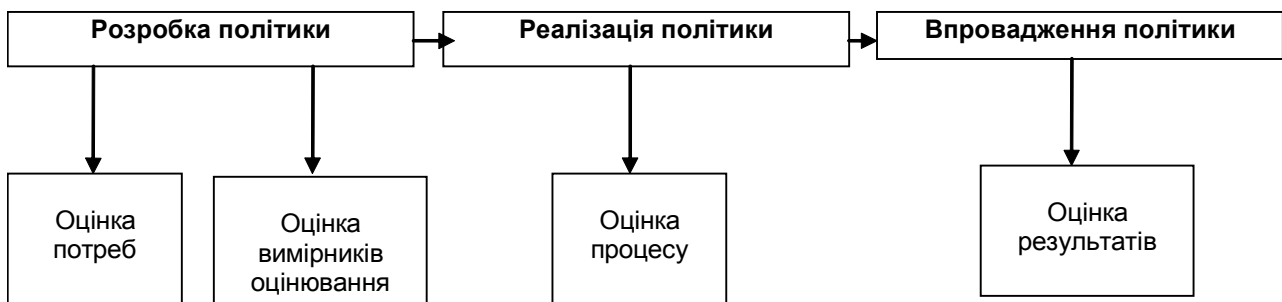 Розробка політики
Реалізація політики
Впровадження політики
Оцінка
потреб
Оцінка
вимірників
оцінювання
Оцінка
процесу
Оцінка
результатів